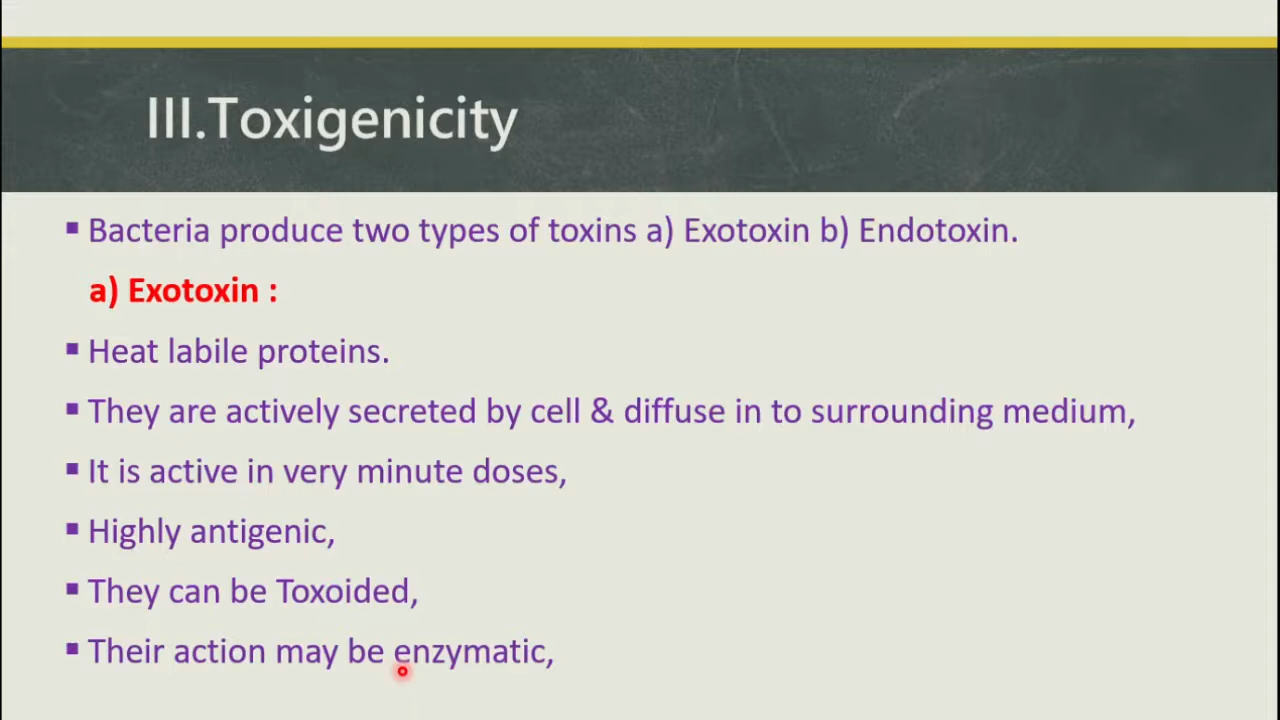 III.Toxigenicity
▪ Bacteria produce two types of toxins a) Exotoxin b) Endotoxin.
a) Exotoxin :
▪ Heat labile proteins.
▪ They are actively secreted by cell & diffuse in to surrounding medium,
▪ It is active in very minute doses,
▪ Highly antigenic,
▪ They can be Toxoided,
▪ Their action may be enzymatic,